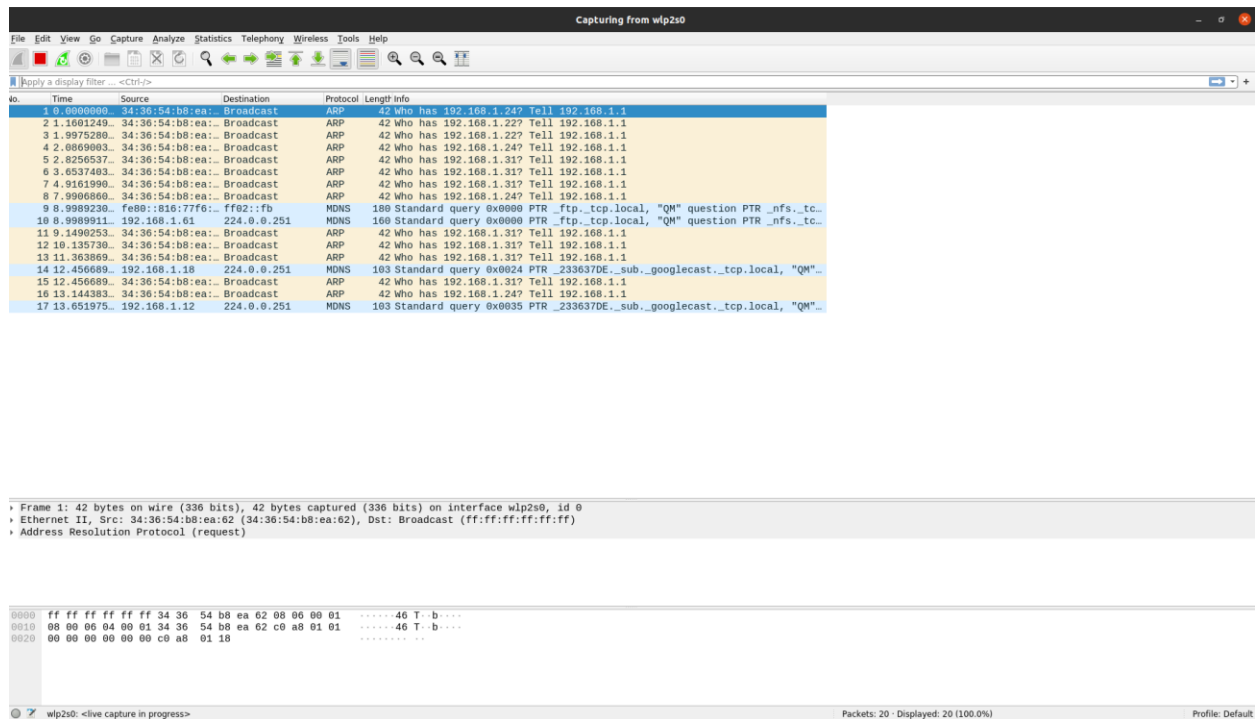 Capturing from wlp2s0
File Edit View Go Capture Analyze Statistics Telephony Wireless Tools Help
Apply a display filter ... <Ctrl-/>
No. Time Source Destination Protocol Length Info
1 0.0000000… 34:36:54:b8:ea:… Broadcast ARP 42 Who has 192.168.1.24? Tell 192.168.1.1
2 1.1601249… 34:36:54:b8:ea:… Broadcast ARP 42 Who has 192.168.1.22? Tell 192.168.1.1
3 1.9975280… 34:36:54:b8:ea:… Broadcast ARP 42 Who has 192.168.1.22? Tell 192.168.1.1
4 2.0869003… 34:36:54:b8:ea:… Broadcast ARP 42 Who has 192.168.1.24? Tell 192.168.1.1
5 2.8256537… 34:36:54:b8:ea:… Broadcast ARP 42 Who has 192.168.1.31? Tell 192.168.1.1
6 3.6537403… 34:36:54:b8:ea:… Broadcast ARP 42 Who has 192.168.1.31? Tell 192.168.1.1
7 4.9161990… 34:36:54:b8:ea:… Broadcast ARP 42 Who has 192.168.1.31? Tell 192.168.1.1
8 7.9906860… 34:36:54:b8:ea:… Broadcast ARP 42 Who has 192.168.1.24? Tell 192.168.1.1
9 8.9989230… fe80::816:77f6:… ff02::fb MDNS 180 Standard query 0x0000 PTR _ftp._tcp.local, "QM" question PTR _nfs._tc…
10 8.9989911… 192.168.1.61 224.0.0.251 MDNS 160 Standard query 0x0000 PTR _ftp._tcp.local, "QM" question PTR _nfs._tc…
11 9.1490253… 34:36:54:b8:ea:… Broadcast ARP 42 Who has 192.168.1.31? Tell 192.168.1.1
12 10.135730… 34:36:54:b8:ea:… Broadcast ARP 42 Who has 192.168.1.31? Tell 192.168.1.1
13 11.363869… 34:36:54:b8:ea:… Broadcast ARP 42 Who has 192.168.1.31? Tell 192.168.1.1
14 12.456689… 192.168.1.18 224.0.0.251 MDNS 103 Standard query 0x0024 PTR _233637DE._sub._googlecast._tcp.local, "QM"…
15 12.456689… 34:36:54:b8:ea:… Broadcast ARP 42 Who has 192.168.1.31? Tell 192.168.1.1
16 13.144383… 34:36:54:b8:ea:… Broadcast ARP 42 Who has 192.168.1.24? Tell 192.168.1.1
17 13.651975… 192.168.1.12 224.0.0.251 MDNS 103 Standard query 0x0035 PTR _233637DE._sub._googlecast._tcp.local, "QM"…
Frame 1: 42 bytes on wire (336 bits), 42 bytes captured (336 bits) on interface wlp2s0, id 0
Ethernet II, Src: 34:36:54:b8:ea:62 (34:36:54:b8:ea:62), Dst: Broadcast (ff:ff:ff:ff:ff:ff)
Address Resolution Protocol (request)
0000 ff ff ff ff ff ff 34 36 54 b8 ea 62 08 06 00 01 ······46 T··b····
0010 08 00 06 04 00 01 34 36 54 b8 ea 62 c0 a8 01 01 ······46 T··b····
0020 00 00 00 00 00 00 c0 a8 01 18 ········ ··
wlp2s0: <live capture in progress> Packets: 20 · Displayed: 20 (100.0%) Profile: Default